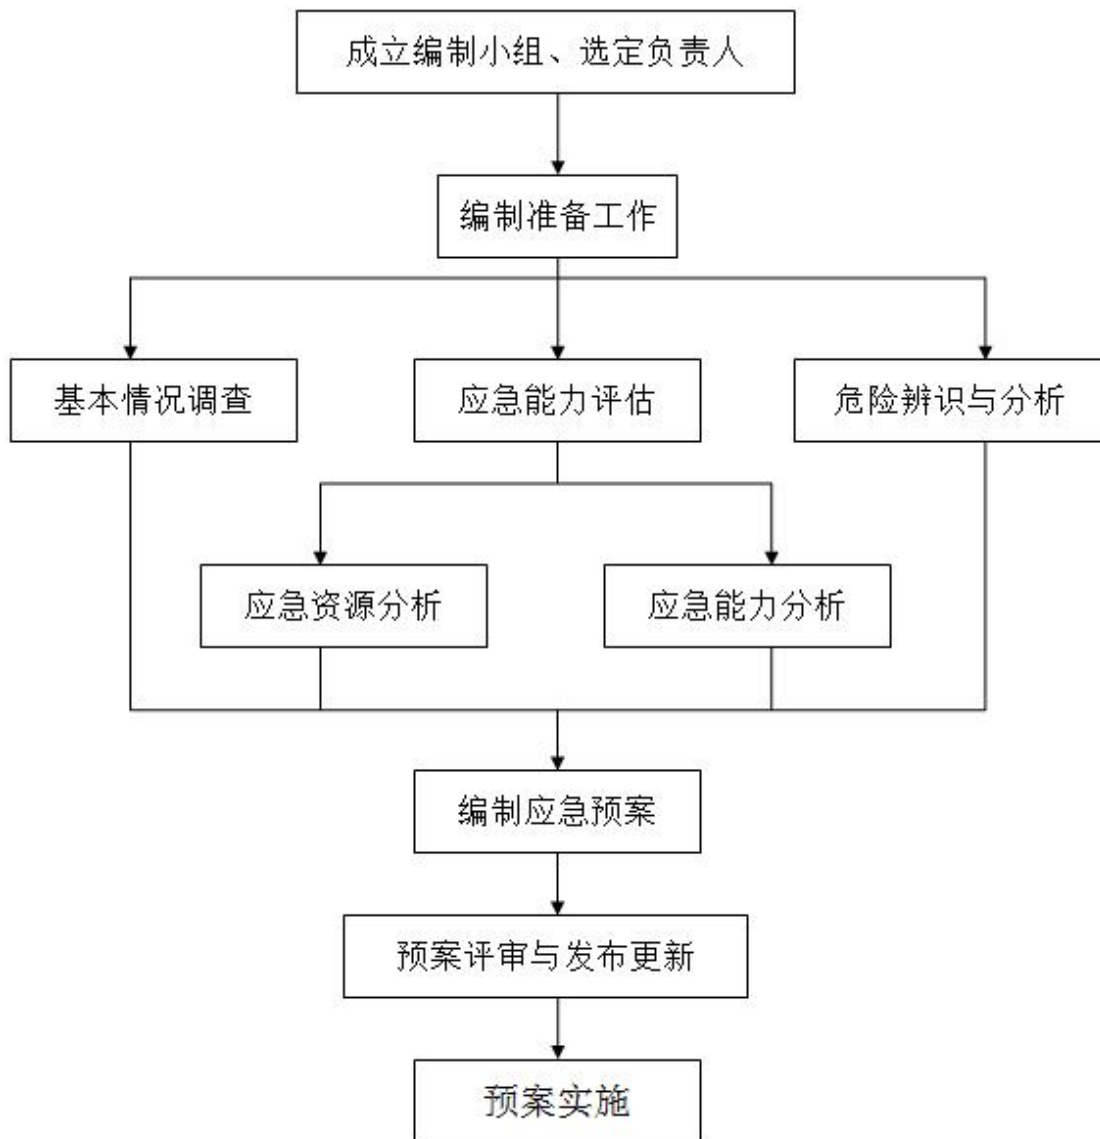 成立编制小组、选定负责人
编制准备工作
基本情况调查
应急能力评估
危险辨识与分析
应急资源分析
应急能力分析
编制应急预案
预案评审与发布更新
预案实施